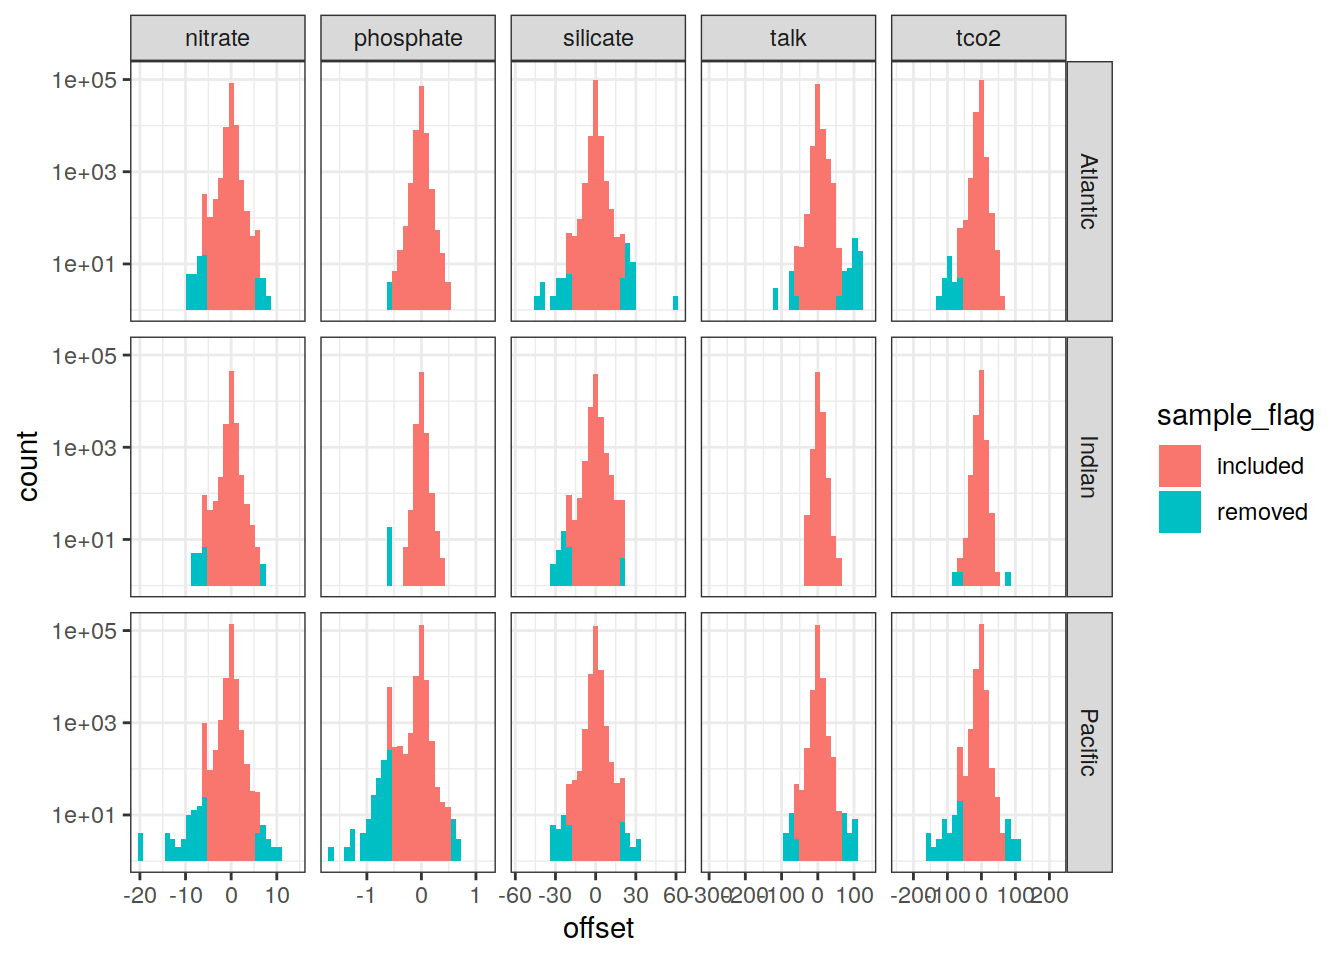 nitrate phosphate silicate talk tco2
1e+05
1e+03
1e+01
Atlantic
1e+05
1e+03
1e+01
Indian
1e+05
1e+03
1e+01
Pacific
count
-20 -10 0 10 -1 0 1 -60 -30 0 30 60 -300 -200 -100 0 100 -200 -100 0 100 200
offset
sample_flag
included
removed